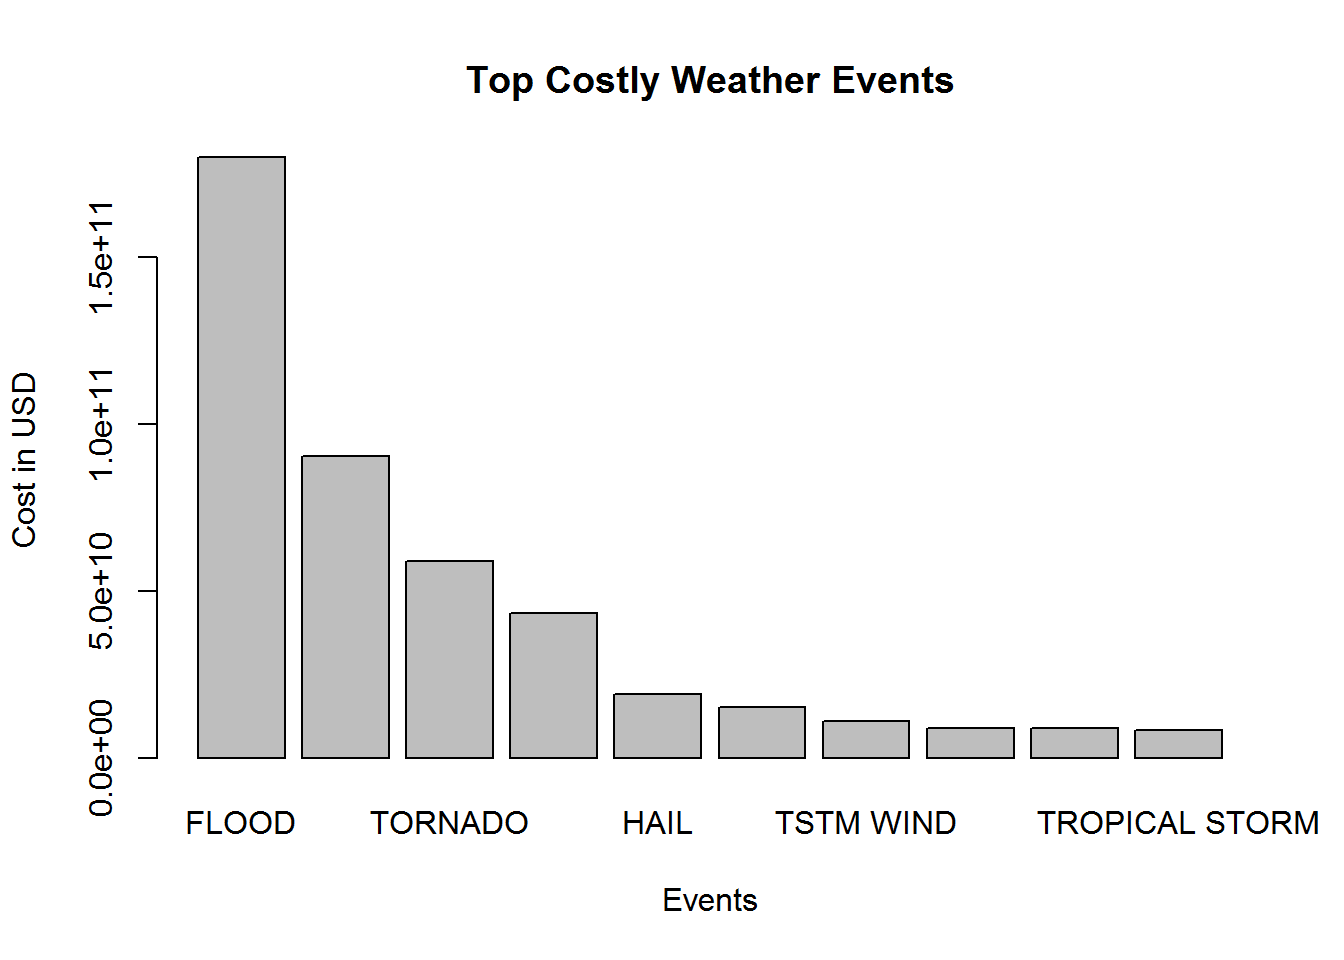 Top Costly Weather Events
Cost in USD
1.5e+11
1.0e+11
5.0e+10
0.0e+00
FLOOD TORNADO HAIL TSTM WIND TROPICAL STORM
Events